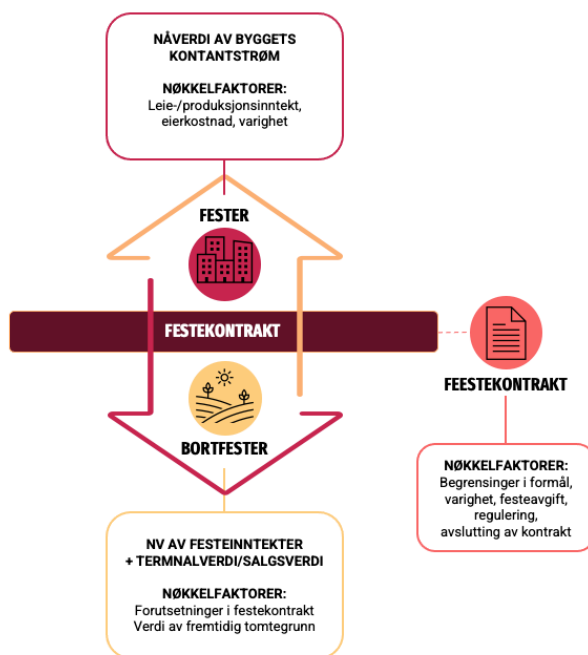 NÅVERDI AV BYGGETS
KONTANTSTRØM
NØKKELFAKTORER:
Leie-/produksjonsinntekt,
eierkostnad, varighet
FESTER
FESTEKONTRAKT
FEESTEKONTRAKT
BORTFESTER
NØKKELFAKTORER:
Begrensinger i formål,
varighet, festeavgift,
regulering,
avslutting av kontrakt
NV AV FESTEINNTEKTER
+ TERMNALVERDI/SALGSVERDI
NØKKELFAKTORER:
Forutsetninger i festekontrakt
Verdi av fremtidig tomtegrunn